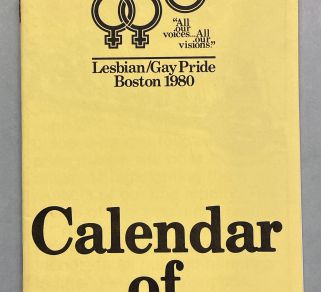 "All
our
voices...All
our
visions."
Lesbian/Gay Pride
Boston 1980
Calendar
of